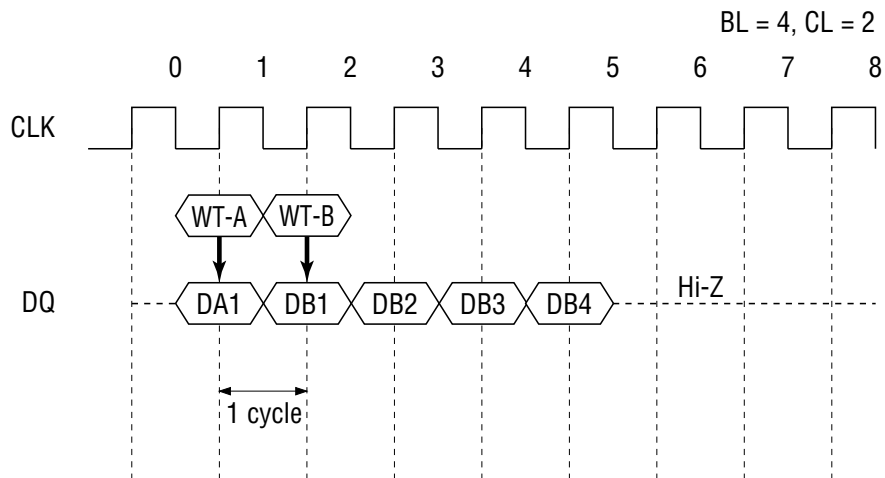 BL = 4, CL = 2
0 1 2 3 4 5 6 7 8
CLK
WT-A WT-B
DQ DA1 DB1 DB2 DB3 DB4 Hi-Z
1 cycle